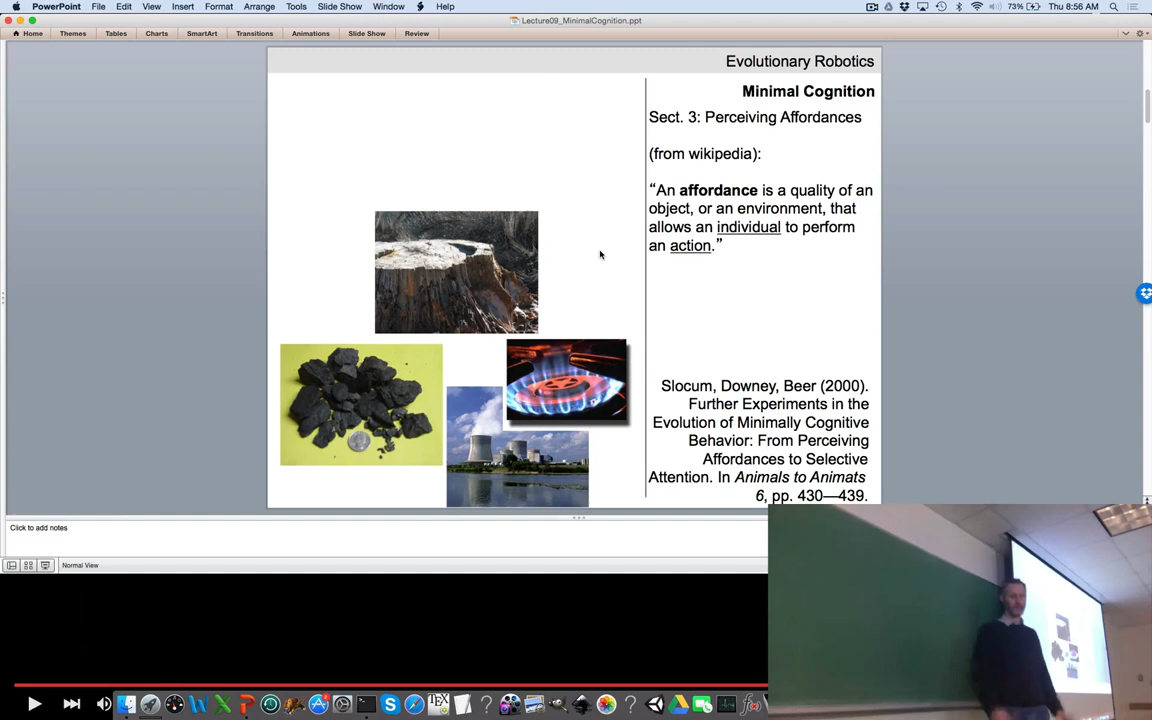 PowerPoint File Edit View Insert Format Arrange Tools Slide Show Window Help 73% Thu 8:56 AM
Lecture09_MinimalCognition.ppt
Home Themes Tables Charts SmartArt Transitions Animations Slide Show Review
Evolutionary Robotics
Minimal Cognition
Sect. 3: Perceiving Affordances
(from wikipedia):
“An affordance is a quality of an
object, or an environment, that
allows an individual to perform
an action.”
Slocum, Downey, Beer (2000).
Further Experiments in the
Evolution of Minimally Cognitive
Behavior: From Perceiving
Affordances to Selective
Attention. In Animals to Animats
6, pp. 430—439.
Click to add notes
Normal View